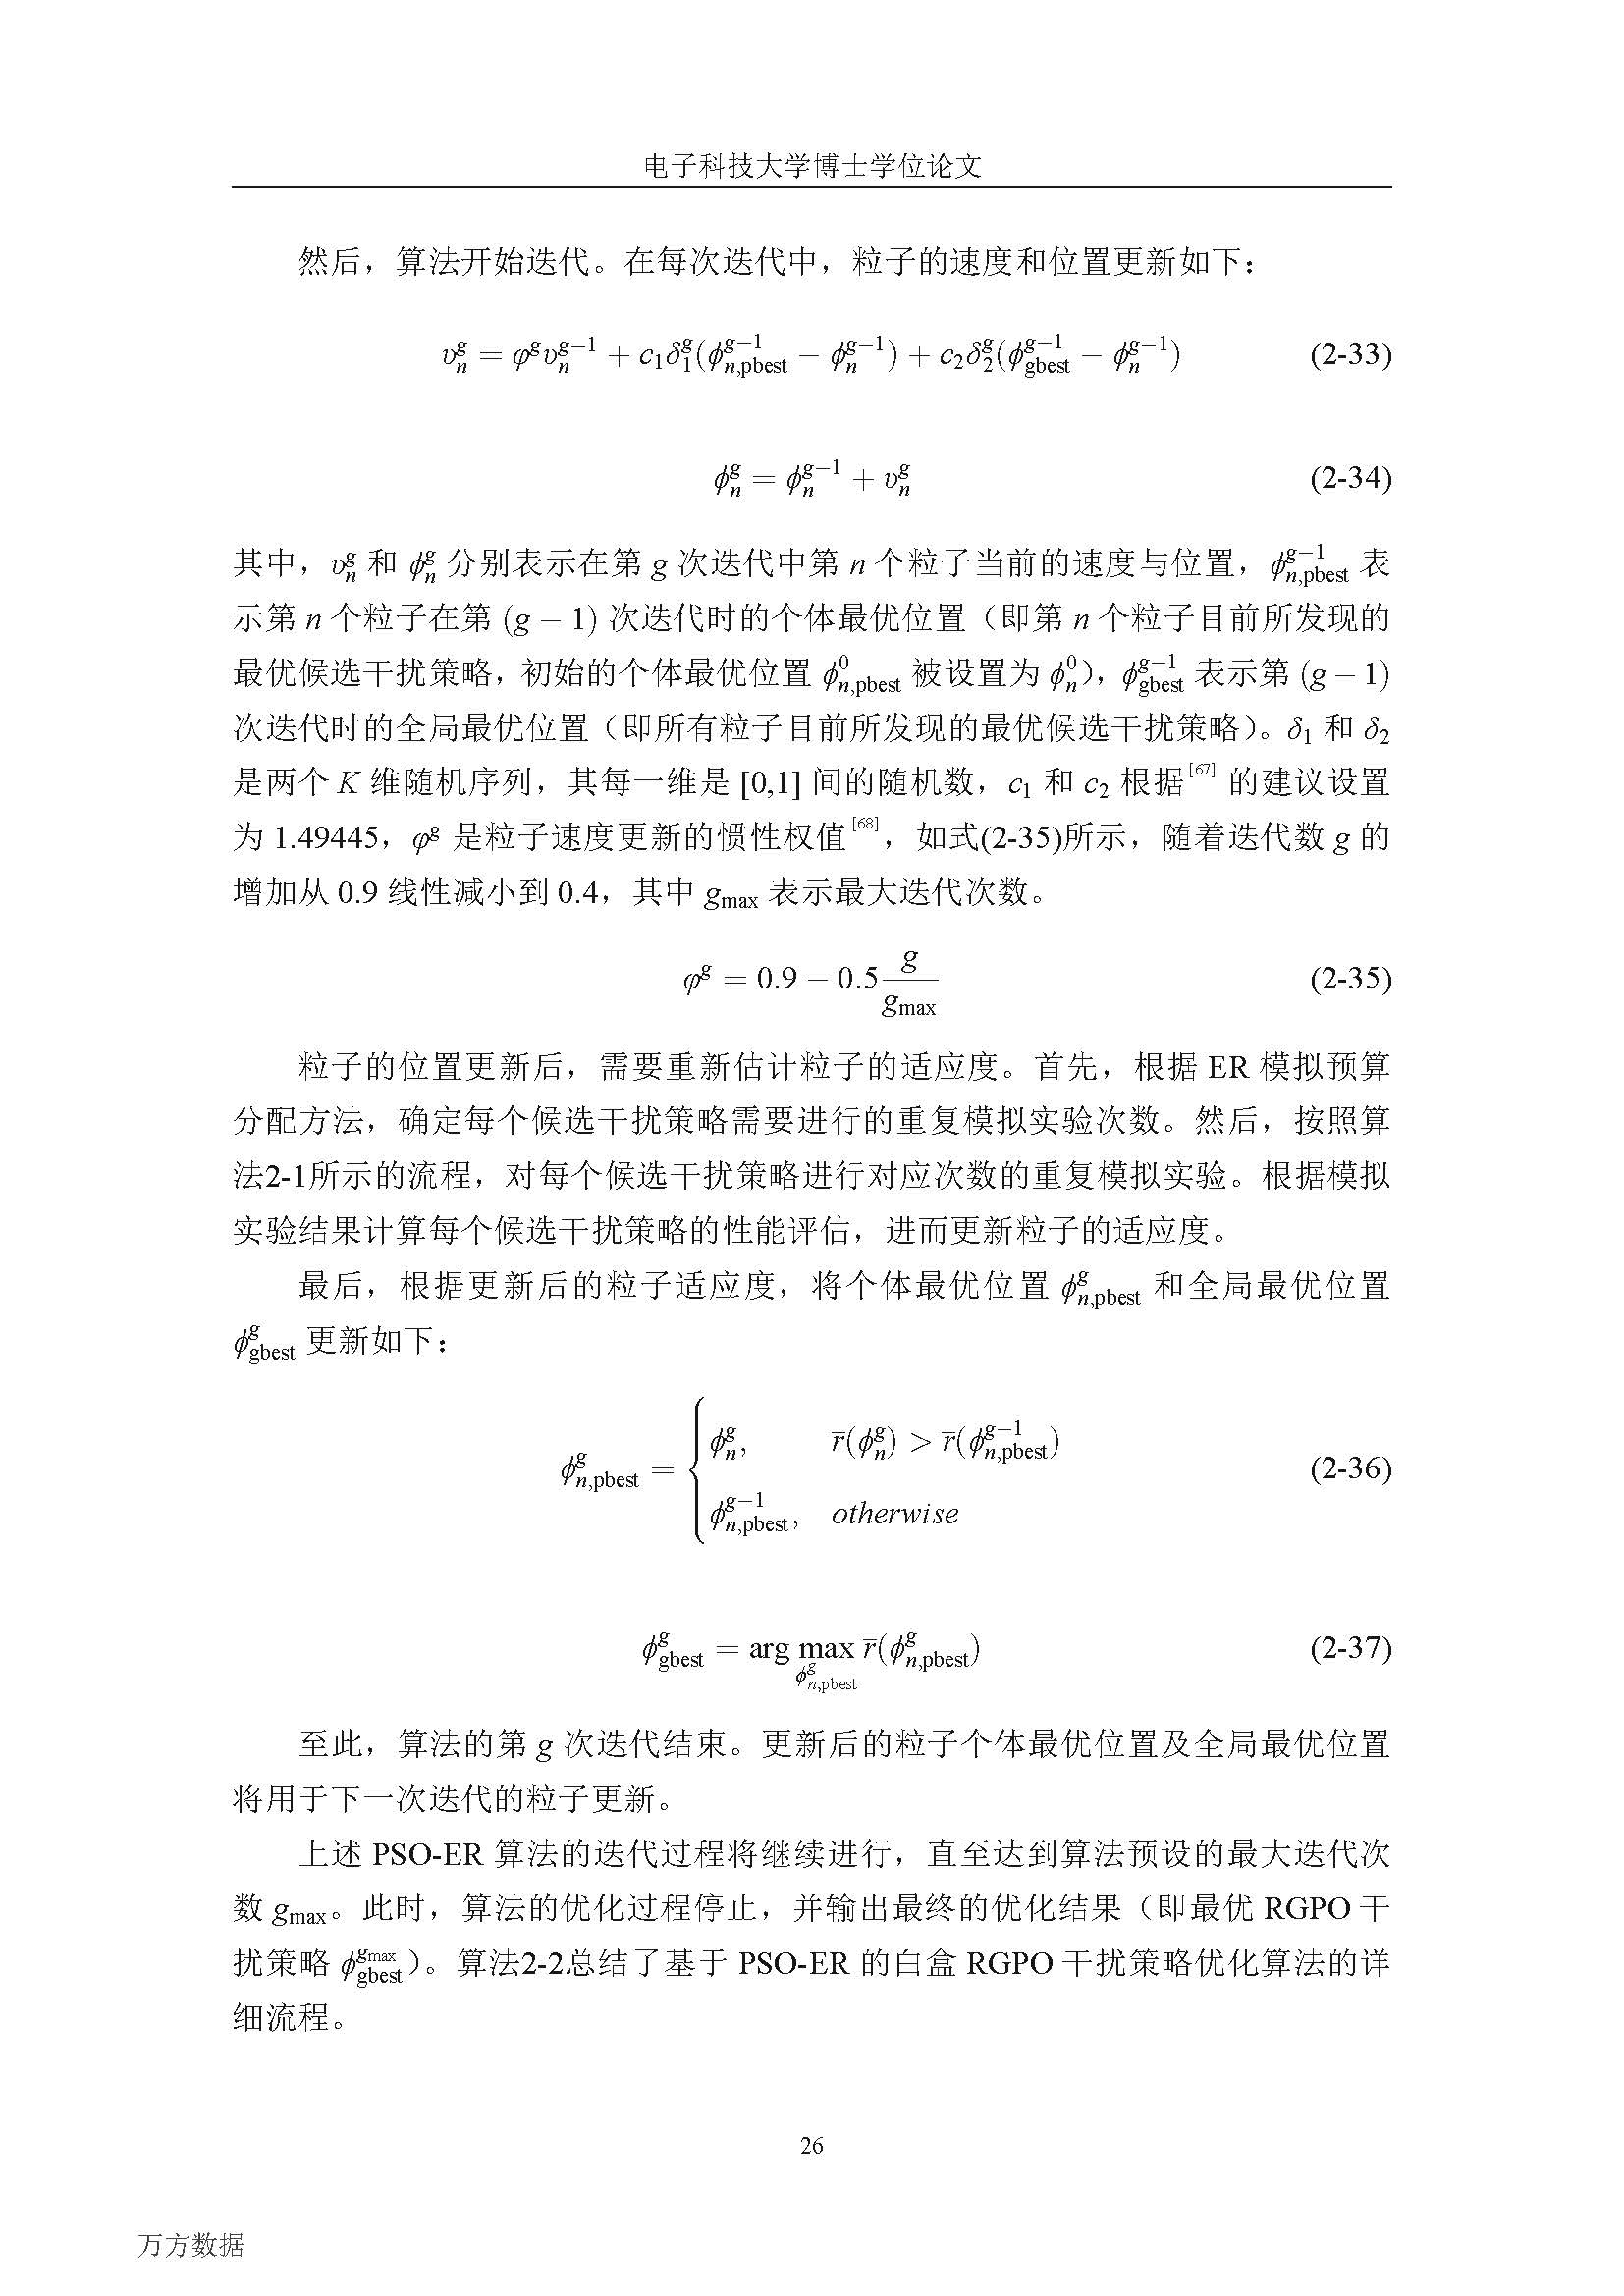 电子科技大学博士学位论文
然后，算法开始迭代。在每次迭代中，粒子的速度和位置更新如下：
$\upsilon_n^g = \varphi^g \upsilon_n^{g-1} + c_1\delta_1^g(\phi_{n,\text{pbest}}^{g-1} - \phi_n^{g-1}) + c_2\delta_2^g(\phi_{\text{gbest}}^{g-1} - \phi_n^{g-1})$ (2-33)
$\phi_n^g = \phi_n^{g-1} + \upsilon_n^g$ (2-34)
其中，$\upsilon_n^g$ 和 $\phi_n^g$ 分别表示在第 g 次迭代中第 n 个粒子当前的速度与位置，$\phi_{n,\text{pbest}}^{g-1}$ 表
示第 n 个粒子在第 (g − 1) 次迭代时的个体最优位置（即第 n 个粒子目前所发现的
最优候选干扰策略，初始的个体最优位置 $\phi_{n,\text{pbest}}^0$ 被设置为 $\phi_n^0$），$\phi_{\text{gbest}}^{g-1}$ 表示第 (g − 1)
次迭代时的全局最优位置（即所有粒子目前所发现的最优候选干扰策略）。$\delta_1$ 和 $\delta_2$
是两个 K 维随机序列，其每一维是 [0,1] 间的随机数，$c_1$ 和 $c_2$ 根据[67] 的建议设置
为 1.49445，$\varphi^g$ 是粒子速度更新的惯性权值[68]，如式(2-35)所示，随着迭代数 g 的
增加从 0.9 线性减小到 0.4，其中 $g_{\max}$ 表示最大迭代次数。
$\varphi^g = 0.9 - 0.5\frac{g}{g_{\max}}$ (2-35)
粒子的位置更新后，需要重新估计粒子的适应度。首先，根据 ER 模拟预算
分配方法，确定每个候选干扰策略需要进行的重复模拟实验次数。然后，按照算
法2-1所示的流程，对每个候选干扰策略进行对应次数的重复模拟实验。根据模拟
实验结果计算每个候选干扰策略的性能评估，进而更新粒子的适应度。
最后，根据更新后的粒子适应度，将个体最优位置 $\phi_{n,\text{pbest}}^g$ 和全局最优位置
$\phi_{\text{gbest}}^g$ 更新如下：
$\phi_{n,\text{pbest}}^g = \begin{cases} \phi_n^g, & \overline{r}(\phi_n^g) > \overline{r}(\phi_{n,\text{pbest}}^{g-1}) \\ \phi_{n,\text{pbest}}^{g-1}, & otherwise \end{cases}$ (2-36)
$\phi_{\text{gbest}}^g = \arg\max_{\phi_{n,\text{pbest}}^g} \overline{r}(\phi_{n,\text{pbest}}^g)$ (2-37)
至此，算法的第 g 次迭代结束。更新后的粒子个体最优位置及全局最优位置
将用于下一次迭代的粒子更新。
上述 PSO-ER 算法的迭代过程将继续进行，直至达到算法预设的最大迭代次
数 $g_{\max}$。此时，算法的优化过程停止，并输出最终的优化结果（即最优 RGPO 干
扰策略 $\phi_{\text{gbest}}^{g_{\max}}$）。算法2-2总结了基于 PSO-ER 的白盒 RGPO 干扰策略优化算法的详
细流程。
26
万方数据